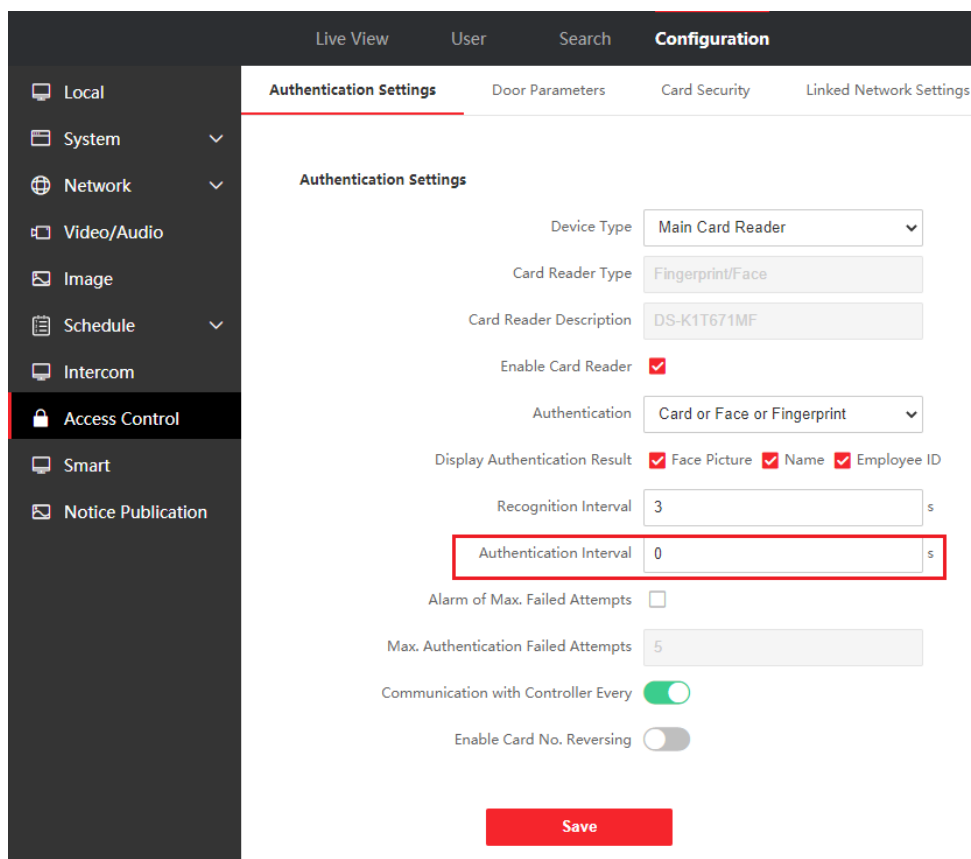 Live View User Search Configuration
Local
System
Network
Video/Audio
Image
Schedule
Intercom
Access Control
Smart
Notice Publication
Authentication Settings Door Parameters Card Security Linked Network Settings
Authentication Settings
Device Type Main Card Reader
Card Reader Type Fingerprint/Face
Card Reader Description DS-K1T671MF
Enable Card Reader
Authentication Card or Face or Fingerprint
Display Authentication Result Face Picture Name Employee ID
Recognition Interval 3 s
Authentication Interval 0 s
Alarm of Max. Failed Attempts
Max. Authentication Failed Attempts 5
Communication with Controller Every
Enable Card No. Reversing
Save